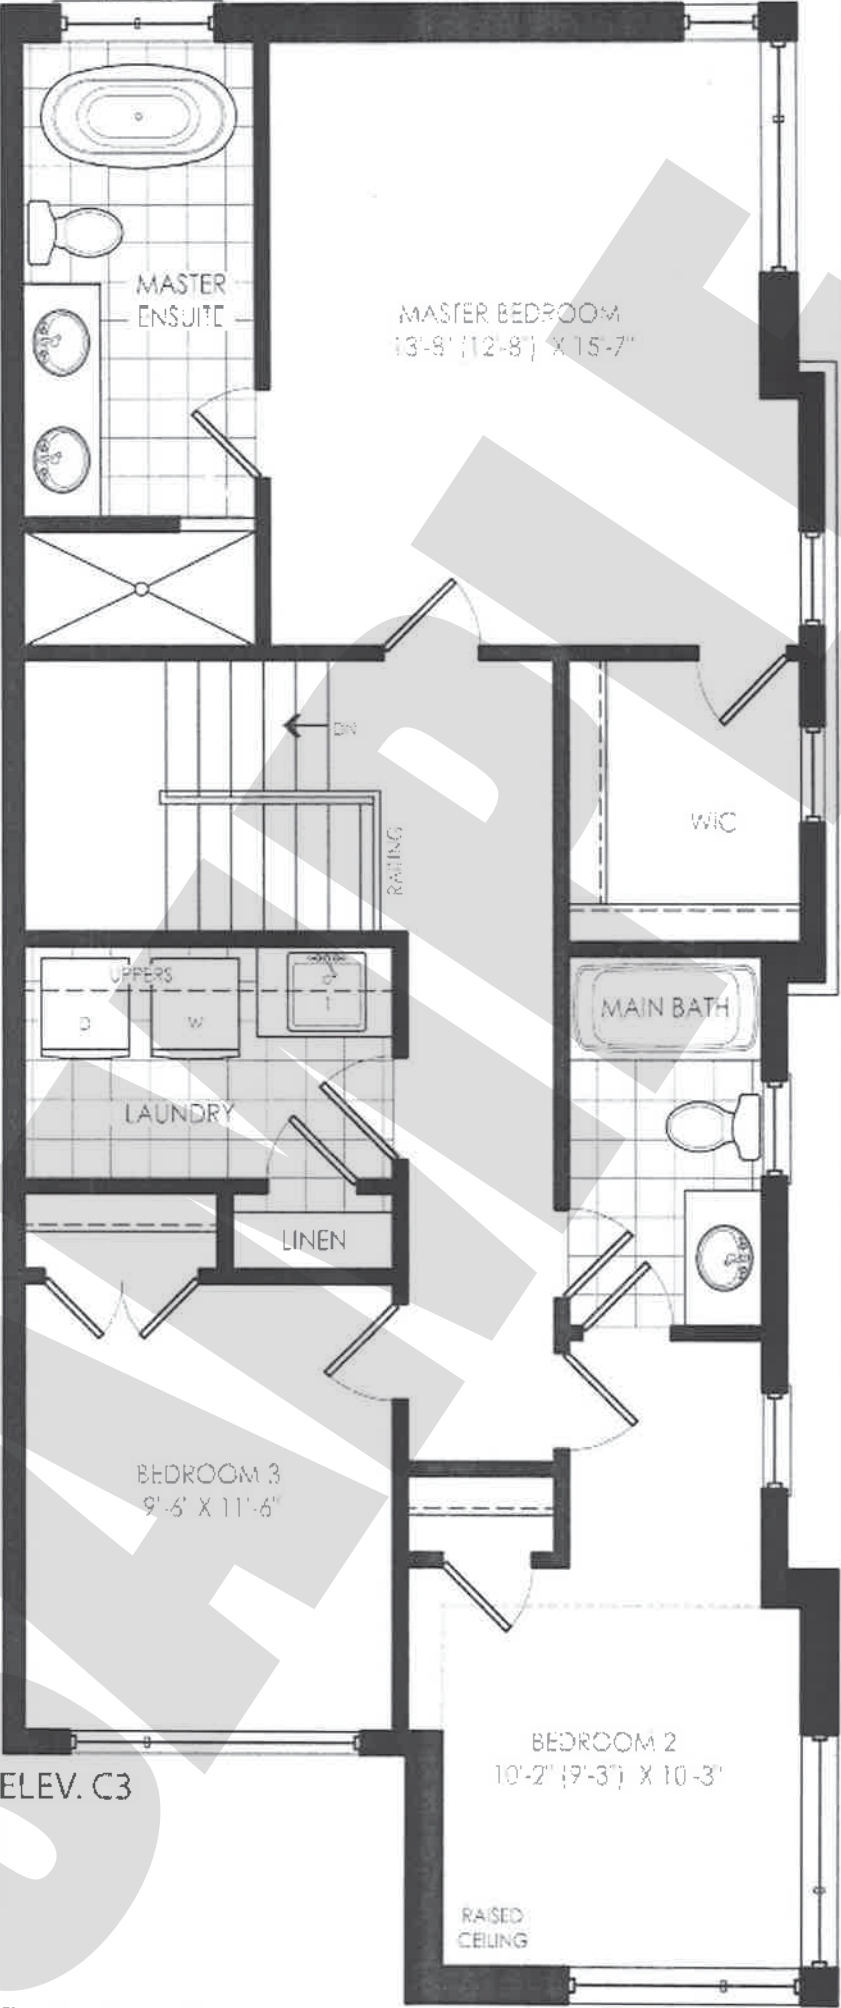 MASTER
ENSUITE
MASTER BEDROOM
13'-8" (12'-8") X 15'-7"
DN
RAILING
WIC
UPPERS
D
W
LAUNDRY
MAIN BATH
LINEN
BEDROOM 3
9'-6" X 11'-6"
BEDROOM 2
10'-2" (9'-3") X 10'-3"
ELEV. C3
RAISED
CEILING